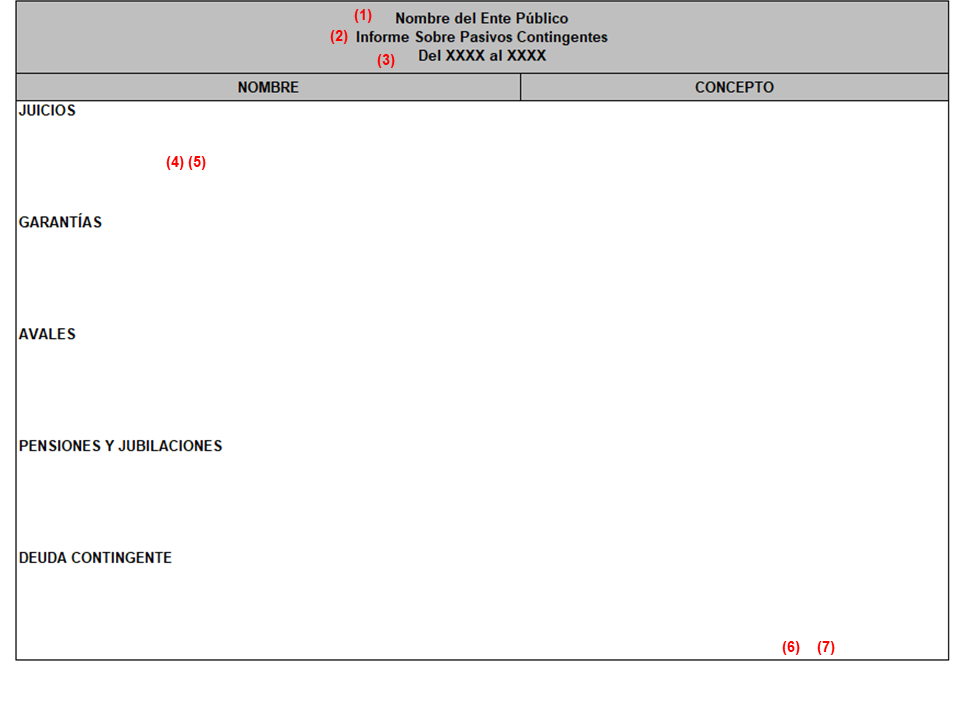 (1) Nombre del Ente Público
(2) Informe Sobre Pasivos Contingentes
(3) Del XXXX al XXXX
NOMBRE CONCEPTO
JUICIOS
(4) (5)
GARANTÍAS
AVALES
PENSIONES Y JUBILACIONES
DEUDA CONTINGENTE
(6) (7)